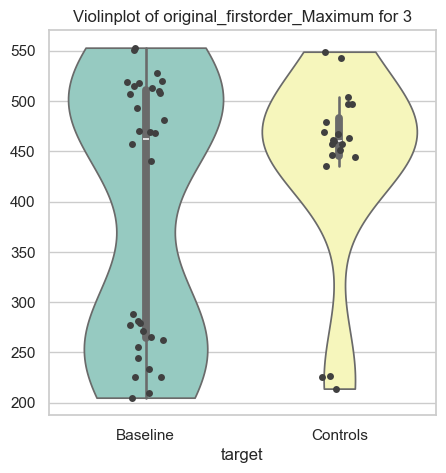 Violinplot of original_firstorder_Maximum for 3
550
500
450
400
350
300
250
200
Baseline Controls
target